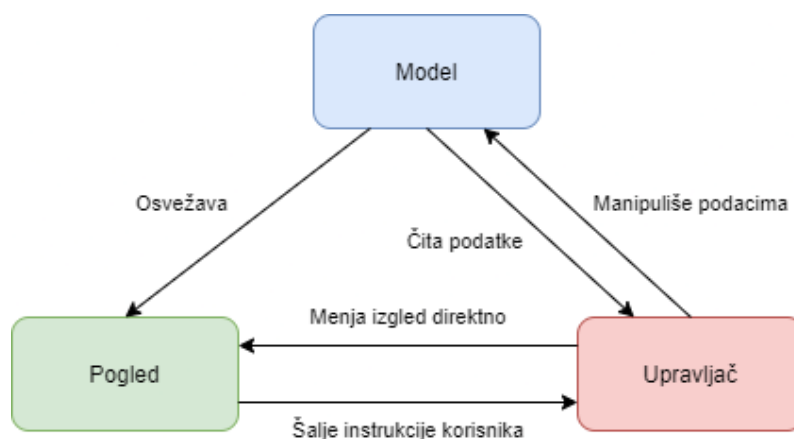 Model
Osvežava
Manipuliše podacima
Čita podatke
Menja izgled direktno
Pogled
Upravljač
Šalje instrukcije korisnika